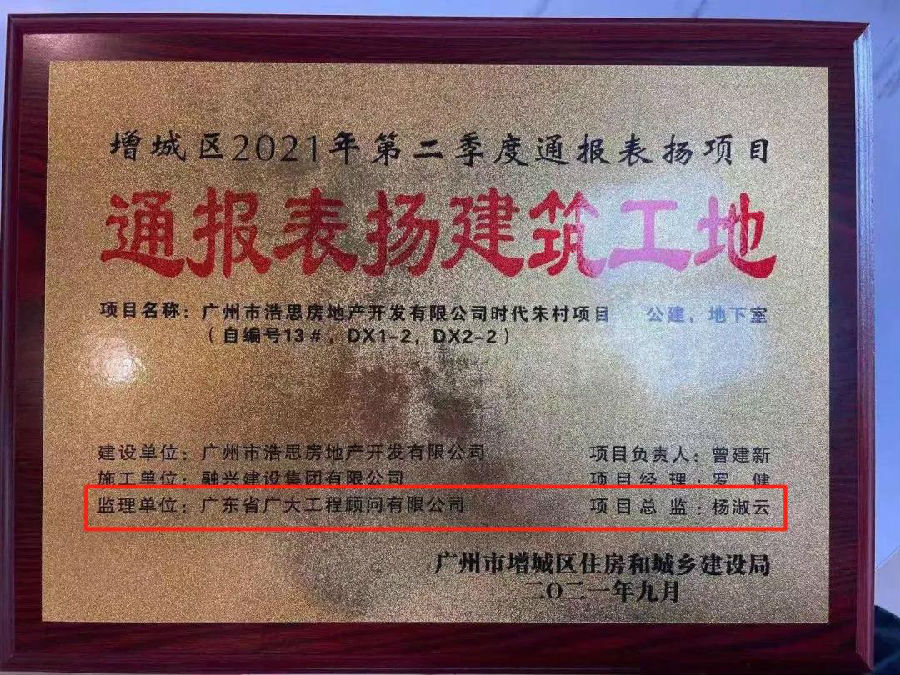 增城区2021年第二季度通报表扬项目
通报表扬建筑工地
项目名称：广州市浩思房地产开发有限公司时代朱村项目 公建、地下室
（自编号13#，DX1-2，DX2-2）
建设单位：广州市浩思房地产开发有限公司 项目负责人：曾建新
施工单位：融兴建设集团有限公司 项目经理：罗 健
监理单位：广东省广大工程顾问有限公司 项目总监：杨淑云
广州市增城区住房和城乡建设局
二〇二一年九月